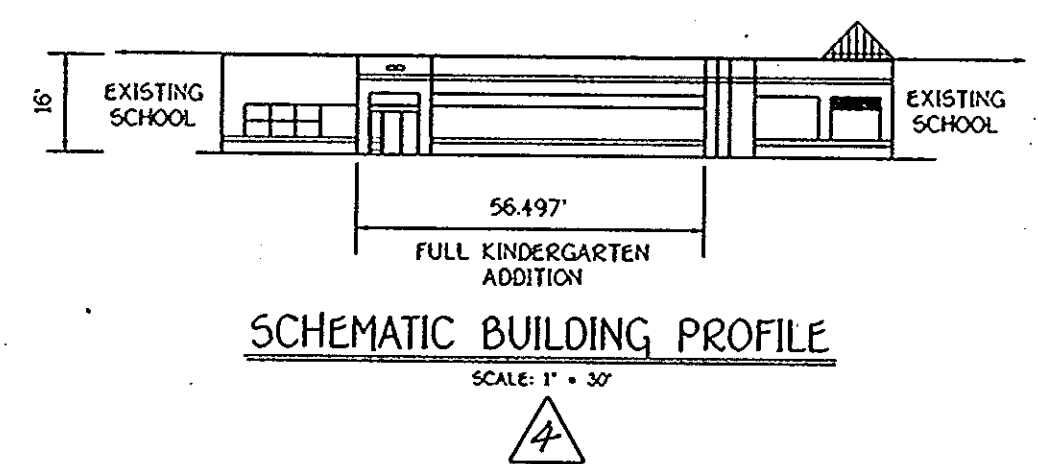 16'
EXISTING
SCHOOL
EXISTING
SCHOOL
56.497'
FULL KINDERGARTEN
ADDITION
SCHEMATIC BUILDING PROFILE
SCALE: 1" = 30'
4